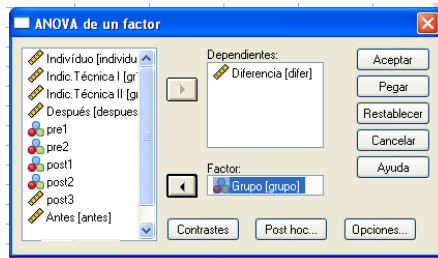 ANOVA de un factor
Indivíduo [individu
Indic.Técnica I [gr
Indic.Técnica II [gr
Después [despues
pre1
pre2
post1
post2
post3
Antes [antes]
Dependientes:
Diferencia [difer]
Factor:
Grupo [grupo]
Aceptar
Pegar
Restablecer
Cancelar
Ayuda
Contrastes
Post hoc...
Opciones...